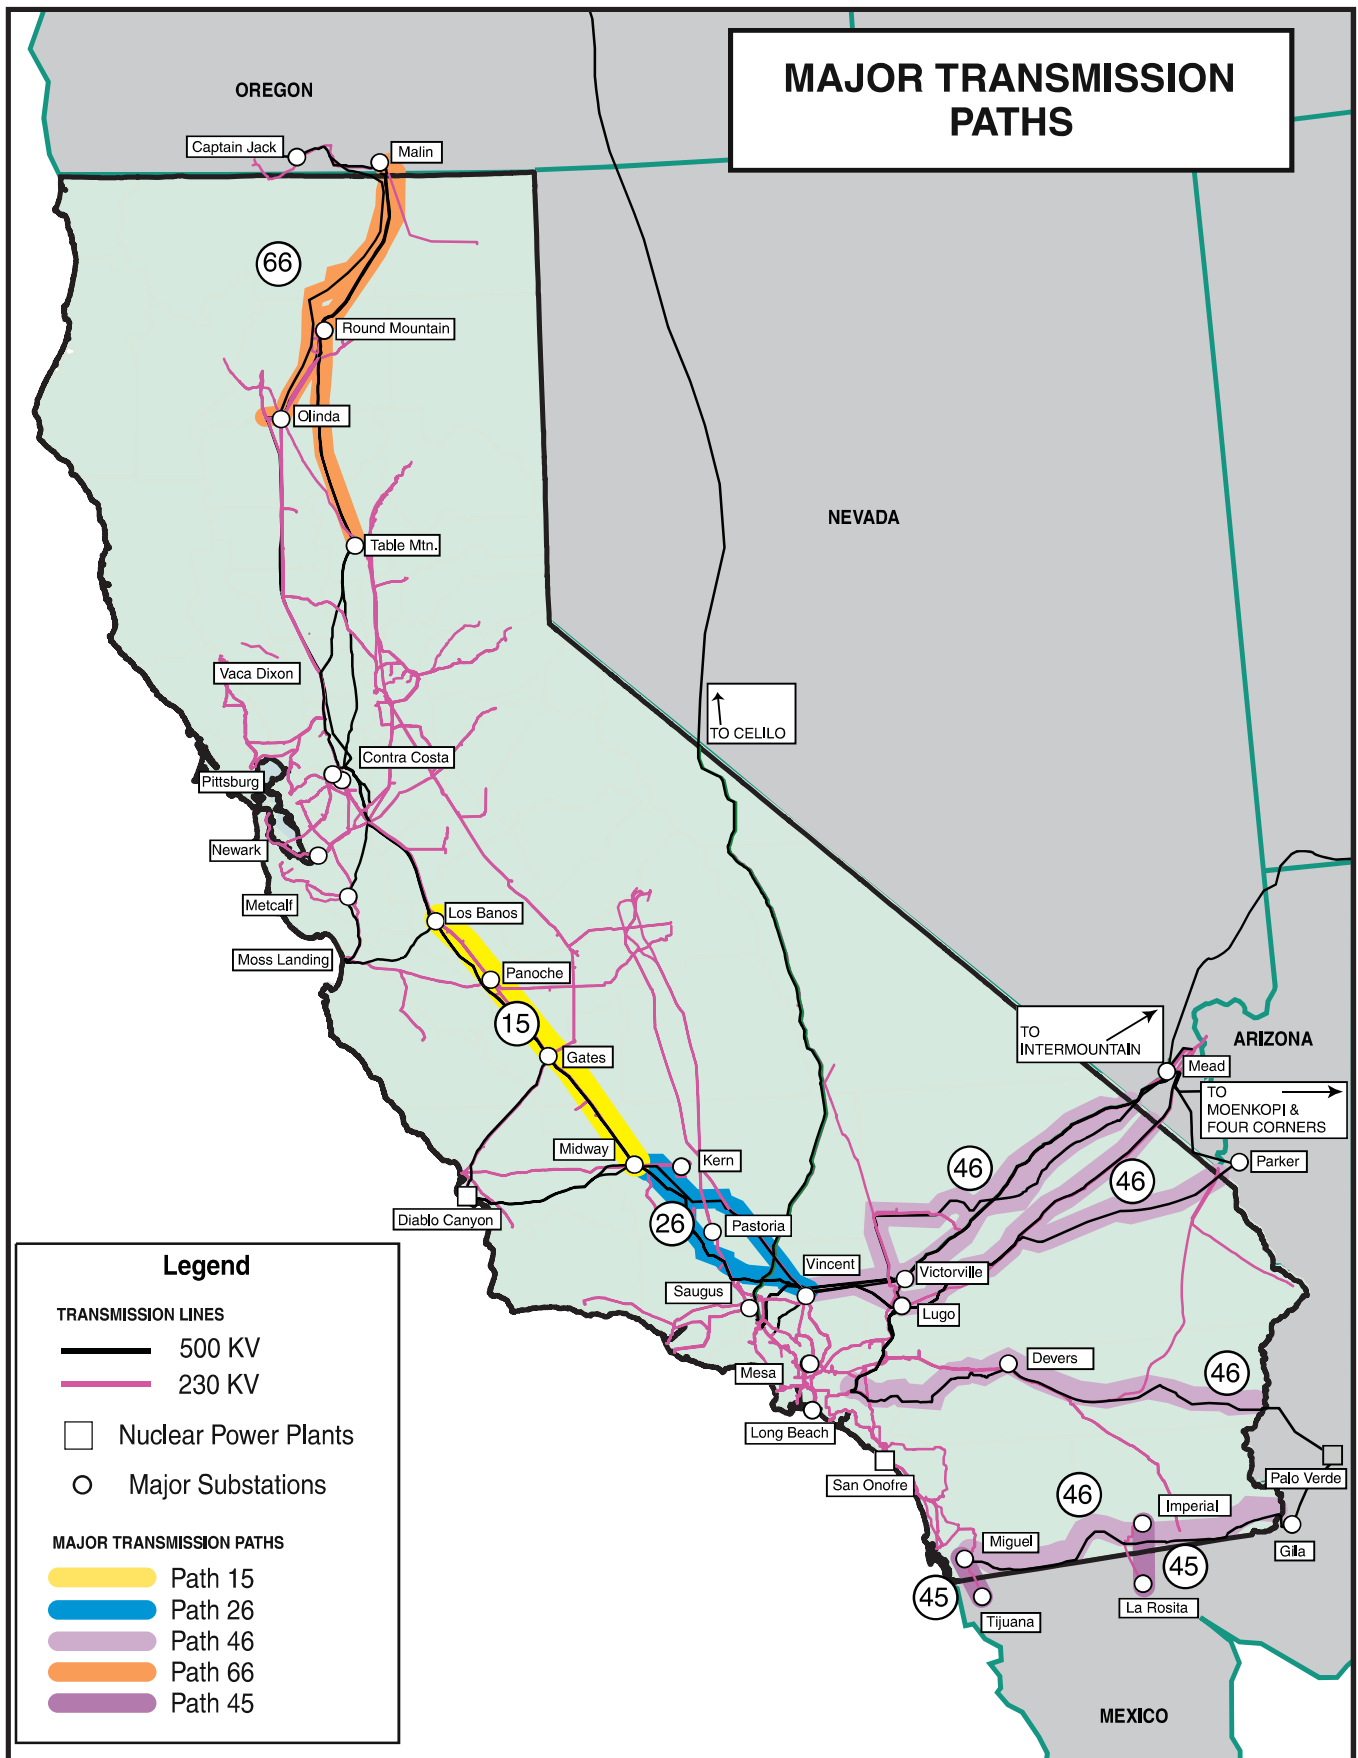 MAJOR TRANSMISSION
PATHS
OREGON
Captain Jack
Malin
66
Round Mountain
Olinda
NEVADA
Table Mtn.
Vaca Dixon
TO CELILO
Contra Costa
Pittsburg
Newark
Metcalf
Los Banos
Moss Landing
Panoche
15
TO
INTERMOUNTAIN
ARIZONA
Gates
Mead
TO
MOENKOPI &
FOUR CORNERS
Midway
Kern
46
46
Parker
Diablo Canyon
26
Pastoria
Vincent
Victorville
Saugus
Lugo
Mesa
Devers
46
Long Beach
San Onofre
Palo Verde
46
Imperial
Miguel
Gila
45
45
Tijuana
La Rosita
MEXICO
Legend
TRANSMISSION LINES
500 KV
230 KV
Nuclear Power Plants
Major Substations
MAJOR TRANSMISSION PATHS
Path 15
Path 26
Path 46
Path 66
Path 45